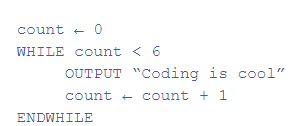 count ← 0
WHILE count < 6
OUTPUT “Coding is cool”
count ← count + 1
ENDWHILE